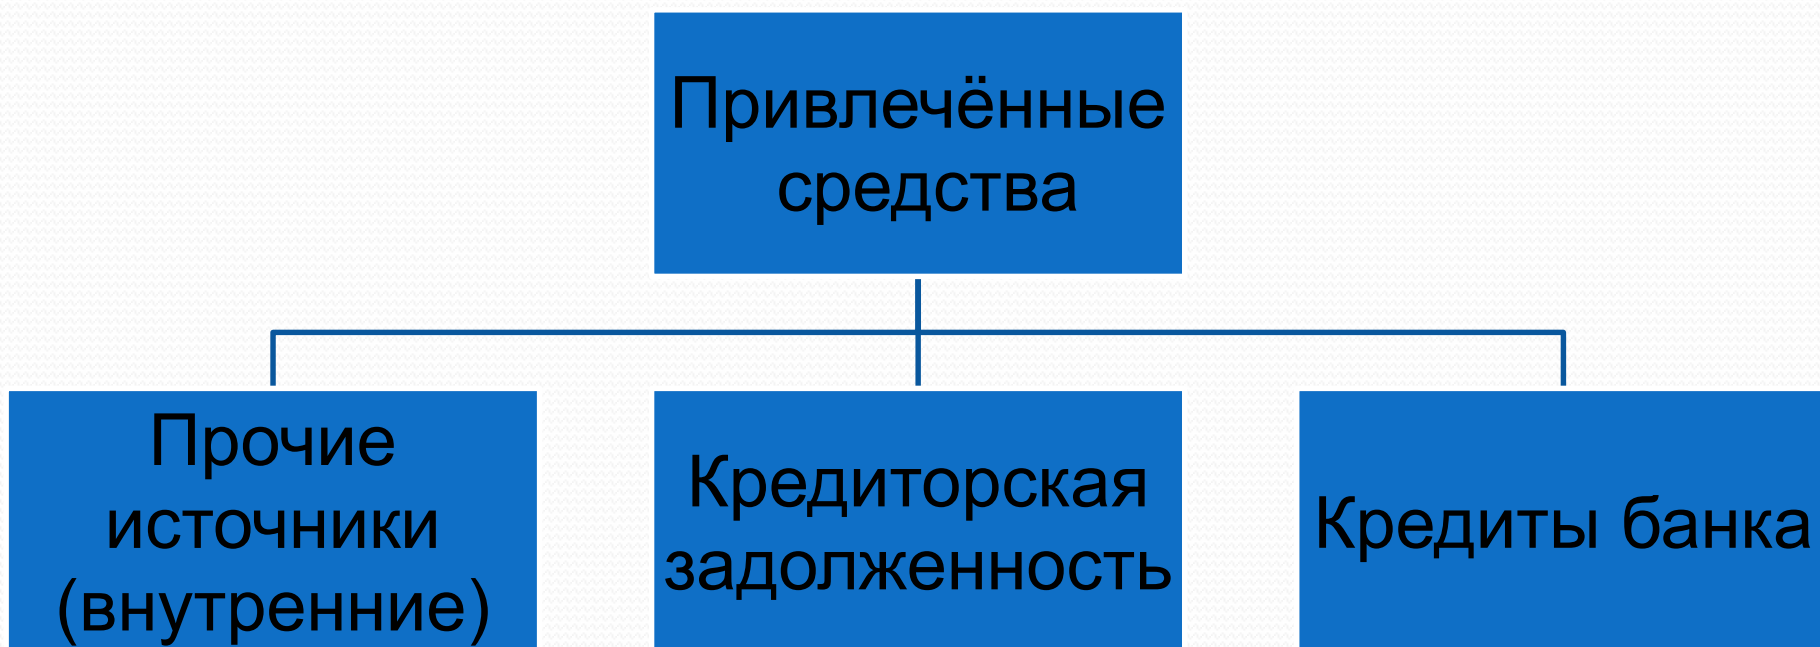 Привлечённые
средства
Прочие
источники
(внутренние)
Кредиторская
задолженность
Кредиты банка